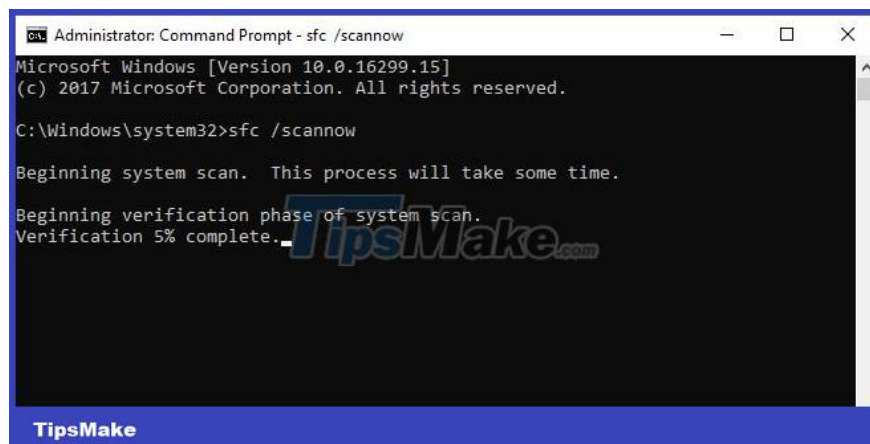 Administrator: Command Prompt - sfc /scannow
Microsoft Windows [Version 10.0.16299.15]
(c) 2017 Microsoft Corporation. All rights reserved.
C:\Windows\system32>sfc /scannow
Beginning system scan.  This process will take some time.
Beginning verification phase of system scan.
Verification 5% complete.
TipsMake.com
TipsMake